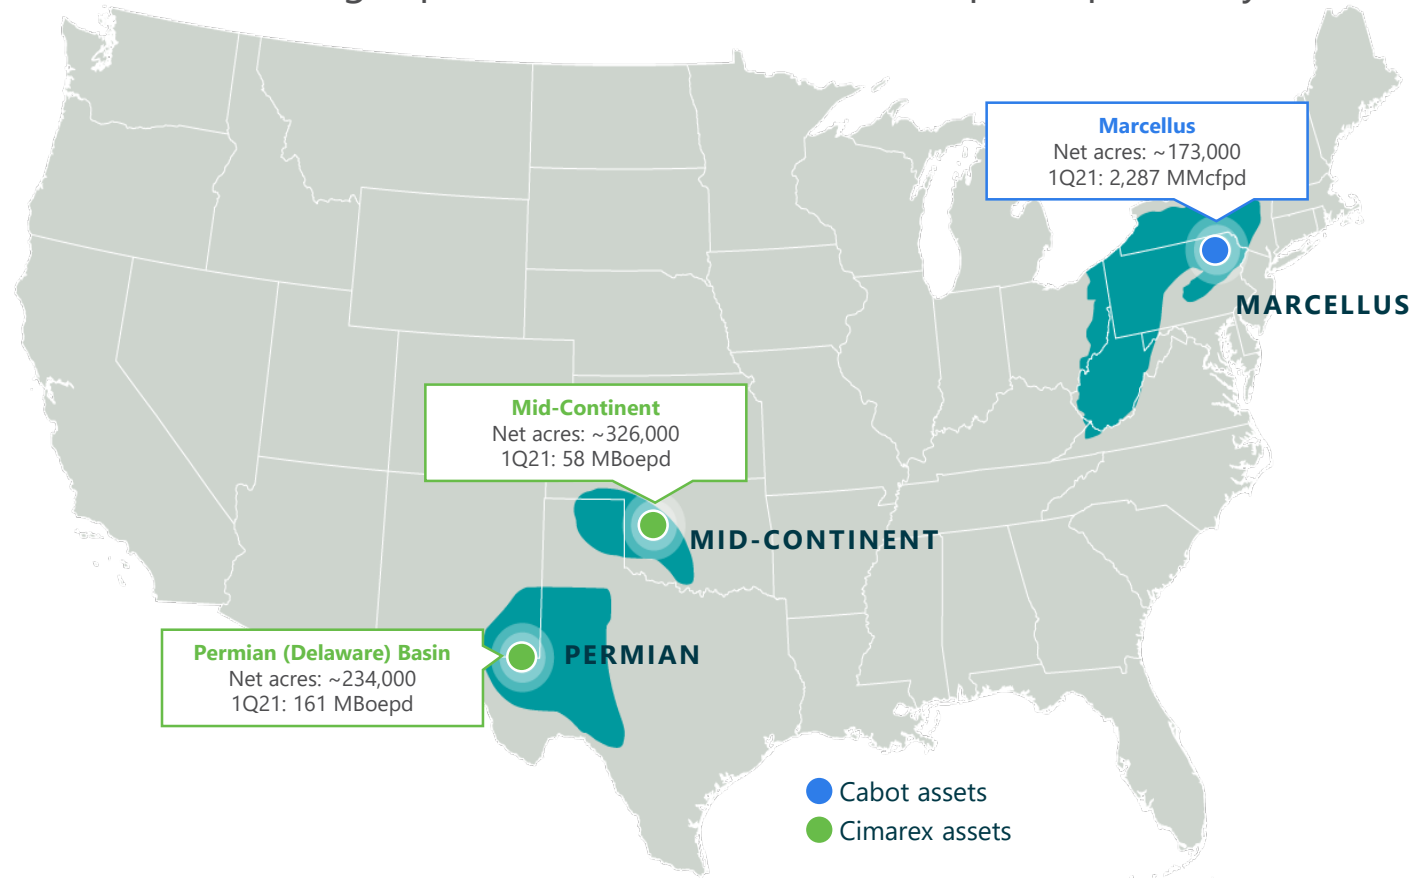 Marcellus
Net acres: ~173,000
1Q21: 2,287 MMcfpd
MARCELLUS
Mid-Continent
Net acres: ~326,000
1Q21: 58 MBoepd
MID-CONTINENT
Permian (Delaware) Basin
Net acres: ~234,000
1Q21: 161 MBoepd
PERMIAN
Cabot assets
Cimarex assets